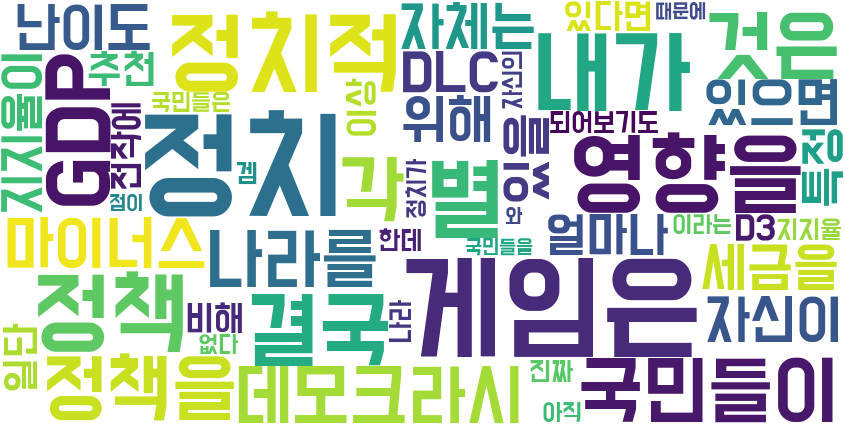 난이도
정치적
자체는
내가
있다면
때문에
것은
지지율이
GDP
추천
국민들은
이상
DLC
자신의
위해
되어보기도
있으면
전작에
점이
정치
겜
각
정치가
별
있을
와
영향을
특정
마이너스
나라를
한데
국민들을
얼마나
이라는
D3
지지율
세금을
정책
비해
없다
결국
나라
게임은
자신이
일단
정책을
데모크라시
진짜
아직
국민들이